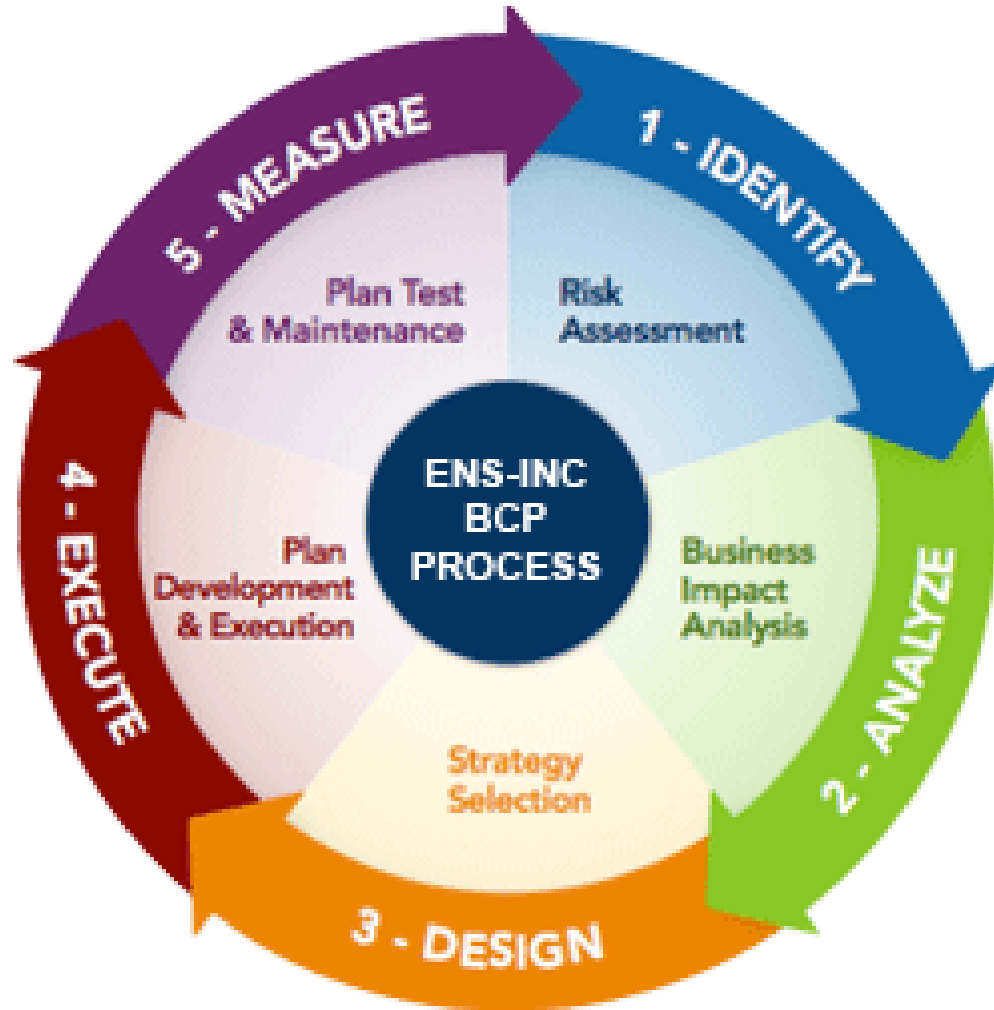 1 - IDENTIFY
Risk
Assessment
2 - ANALYZE
Business
Impact
Analysis
3 - DESIGN
Strategy
Selection
4 - EXECUTE
Plan
Development
& Execution
5 - MEASURE
Plan Test
& Maintenance
ENS-INC
BCP
PROCESS